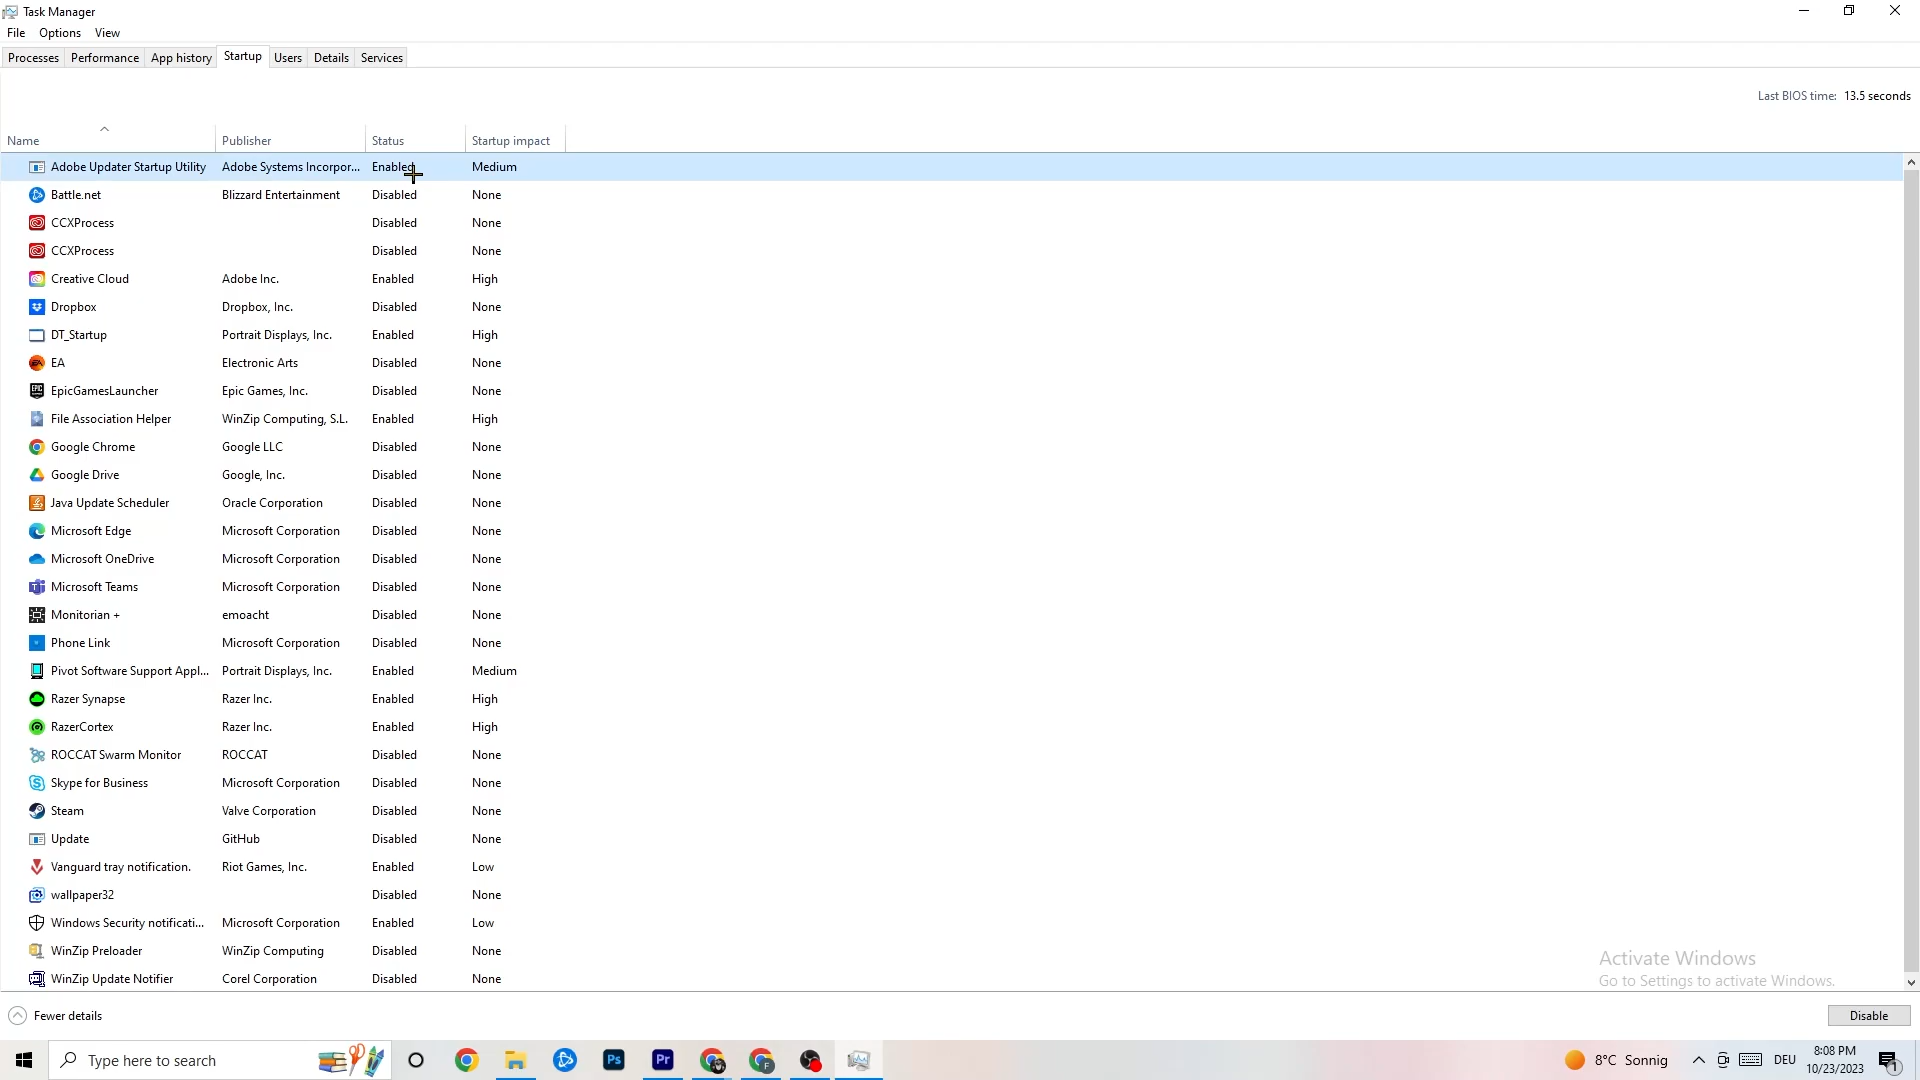 Task Manager
File Options View
Processes Performance App history Startup Users Details Services
Last BIOS time: 13.5 seconds
Name Publisher Status Startup impact
Adobe Updater Startup Utility Adobe Systems Incorpor... Enabled Medium
Battle.net Blizzard Entertainment Disabled None
CCXProcess Disabled None
CCXProcess Disabled None
Creative Cloud Adobe Inc. Enabled High
Dropbox Dropbox, Inc. Disabled None
DT_Startup Portrait Displays, Inc. Enabled High
EA Electronic Arts Disabled None
EpicGamesLauncher Epic Games, Inc. Disabled None
File Association Helper WinZip Computing, S.L. Enabled High
Google Chrome Google LLC Disabled None
Google Drive Google, Inc. Disabled None
Java Update Scheduler Oracle Corporation Disabled None
Microsoft Edge Microsoft Corporation Disabled None
Microsoft OneDrive Microsoft Corporation Disabled None
Microsoft Teams Microsoft Corporation Disabled None
Monitorian + emoacht Disabled None
Phone Link Microsoft Corporation Disabled None
Pivot Software Support Appl... Portrait Displays, Inc. Enabled Medium
Razer Synapse Razer Inc. Enabled High
RazerCortex Razer Inc. Enabled High
ROCCAT Swarm Monitor ROCCAT Disabled None
Skype for Business Microsoft Corporation Disabled None
Steam Valve Corporation Disabled None
Update GitHub Disabled None
Vanguard tray notification. Riot Games, Inc. Enabled Low
wallpaper32 Disabled None
Windows Security notificati... Microsoft Corporation Enabled Low
WinZip Preloader WinZip Computing Disabled None
WinZip Update Notifier Corel Corporation Disabled None
Activate Windows
Go to Settings to activate Windows.
Fewer details Disable
Type here to search Ps Pr F 8°C Sonnig DEU 8:08 PM 1
10/23/2023